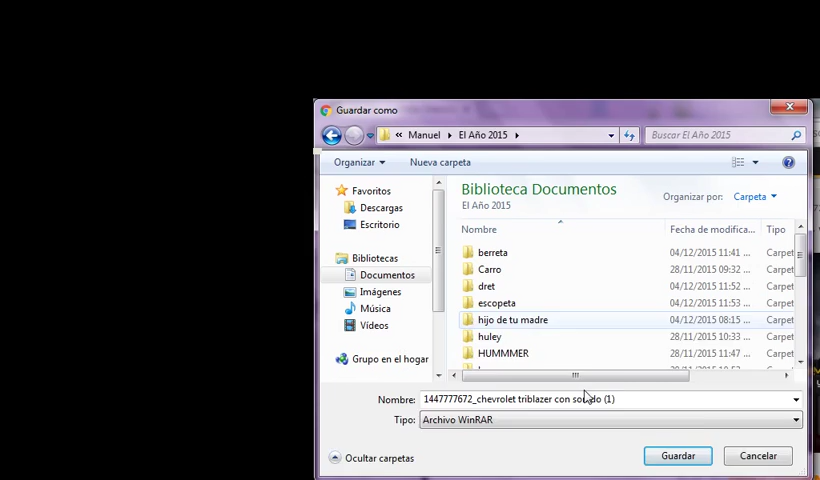 Guardar como
« Manuel ▸ El Año 2015 ▸
Buscar El Año 2015
Organizar
Nueva carpeta
Favoritos
Descargas
Escritorio
Bibliotecas
Documentos
Imágenes
Música
Vídeos
Grupo en el hogar
Biblioteca Documentos
El Año 2015
Organizar por: Carpeta
Nombre Fecha de modifica... Tipo
berreta 04/12/2015 11:41 ... Carpet
Carro 28/11/2015 09:32 ... Carpet
dret 04/12/2015 11:52 ... Carpet
escopeta 04/12/2015 11:53 ... Carpet
hijo de tu madre 04/12/2015 08:15 ... Carpet
huley 28/11/2015 10:33 ... Carpet
HUMMMER 28/11/2015 11:47 ... Carpet
Nombre: 1447777672_chevrolet triblazer con sonido (1)
Tipo: Archivo WinRAR
Ocultar carpetas
Guardar
Cancelar